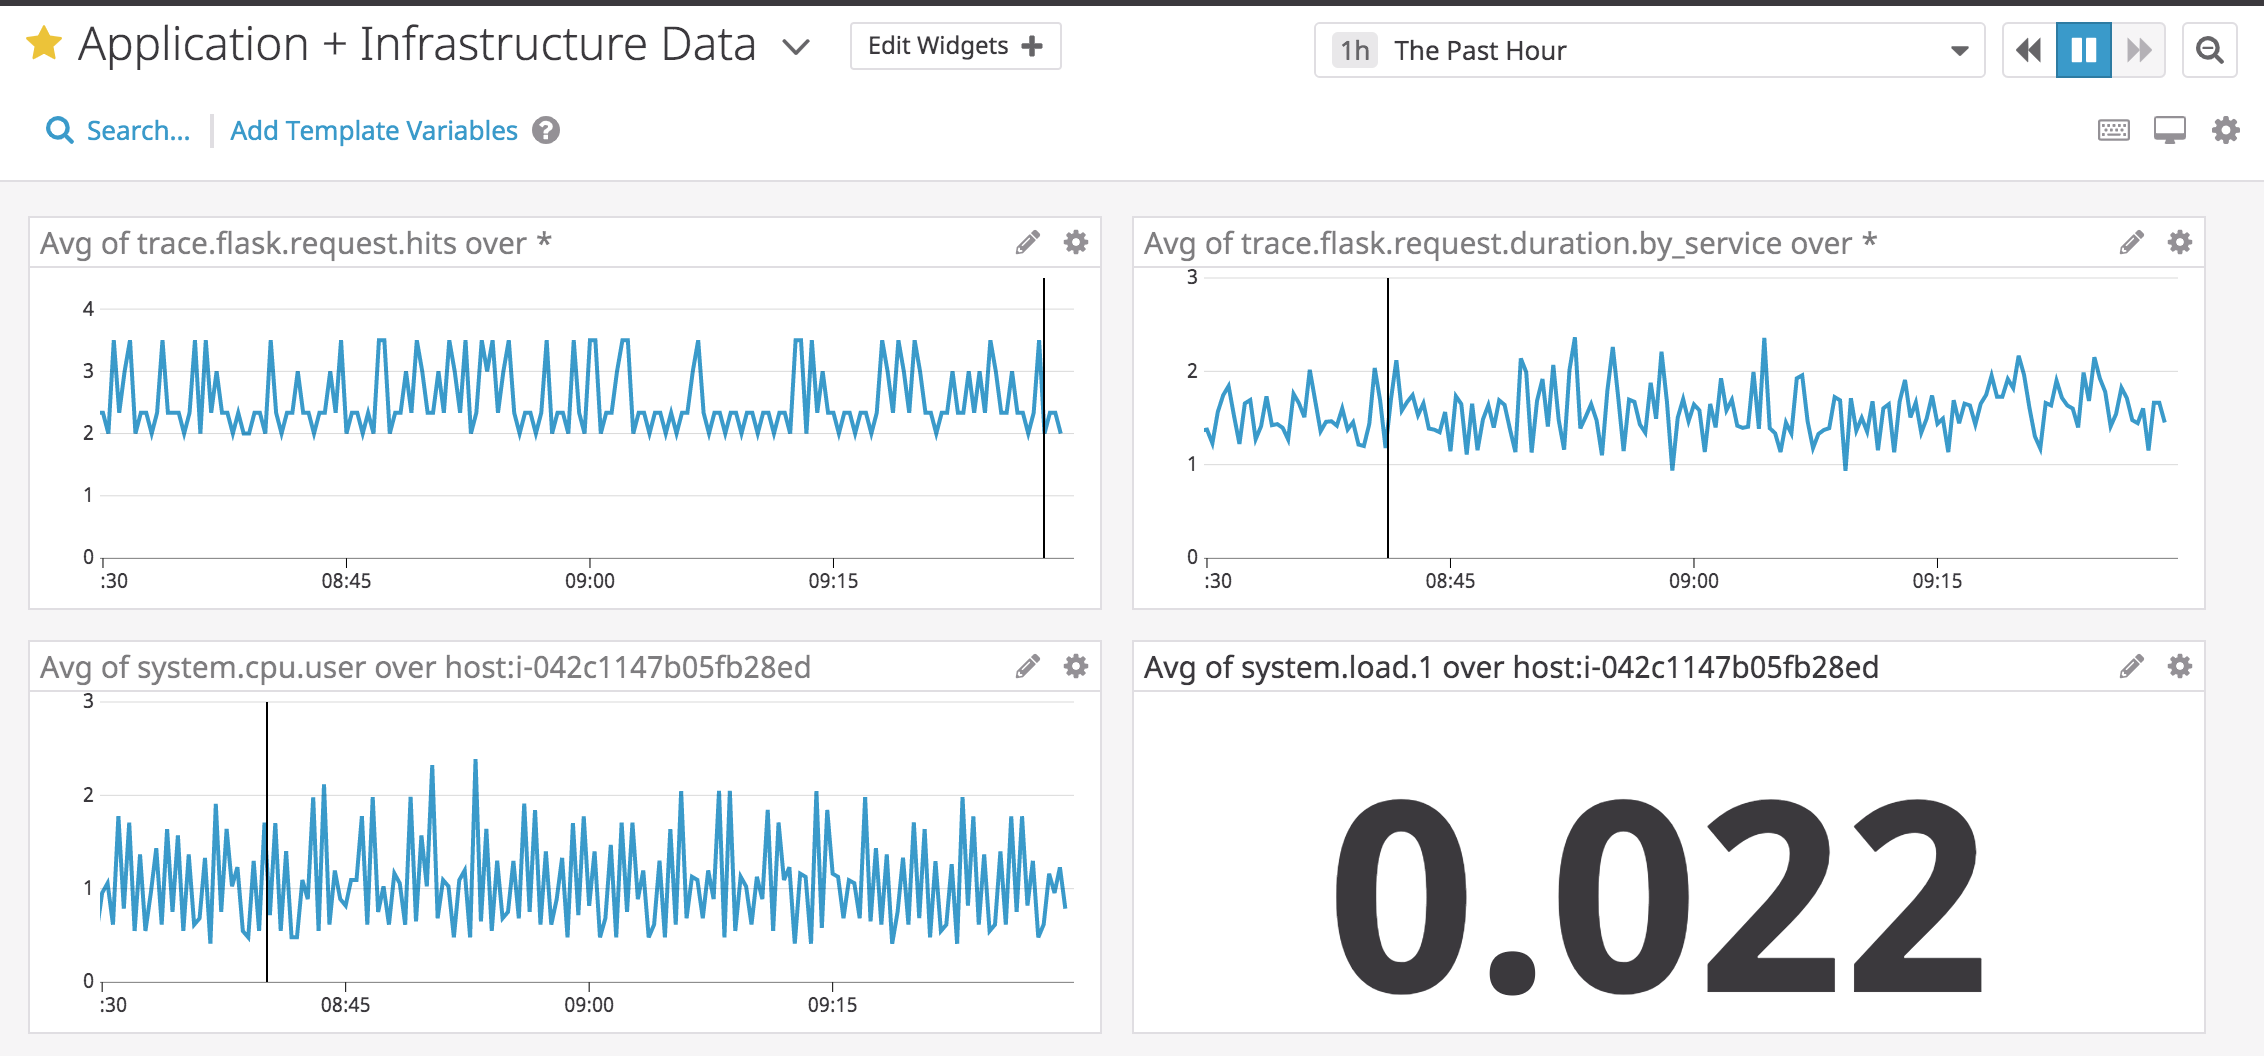 Application + Infrastructure Data
Edit Widgets
1h The Past Hour
Search... Add Template Variables ?
Avg of trace.flask.request.hits over *
4
3
2
1
0
:30 08:45 09:00 09:15
Avg of trace.flask.request.duration.by_service over *
3
2
1
0
:30 08:45 09:00 09:15
Avg of system.cpu.user over host:i-042c1147b05fb28ed
3
2
1
0
:30 08:45 09:00 09:15
Avg of system.load.1 over host:i-042c1147b05fb28ed
0.022